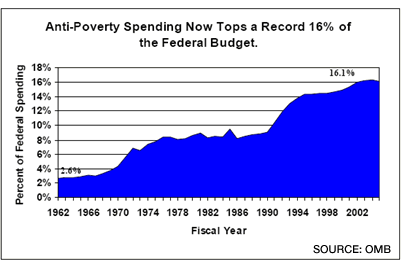 Anti-Poverty Spending Now Tops a Record 16% of
the Federal Budget.
Percent of Federal Spending
18%
16%
14%
12%
10%
8%
6%
4%
2%
0%
16.1%
2.6%
1962 1966 1970 1974 1978 1982 1986 1990 1994 1998 2002
Fiscal Year
SOURCE: OMB